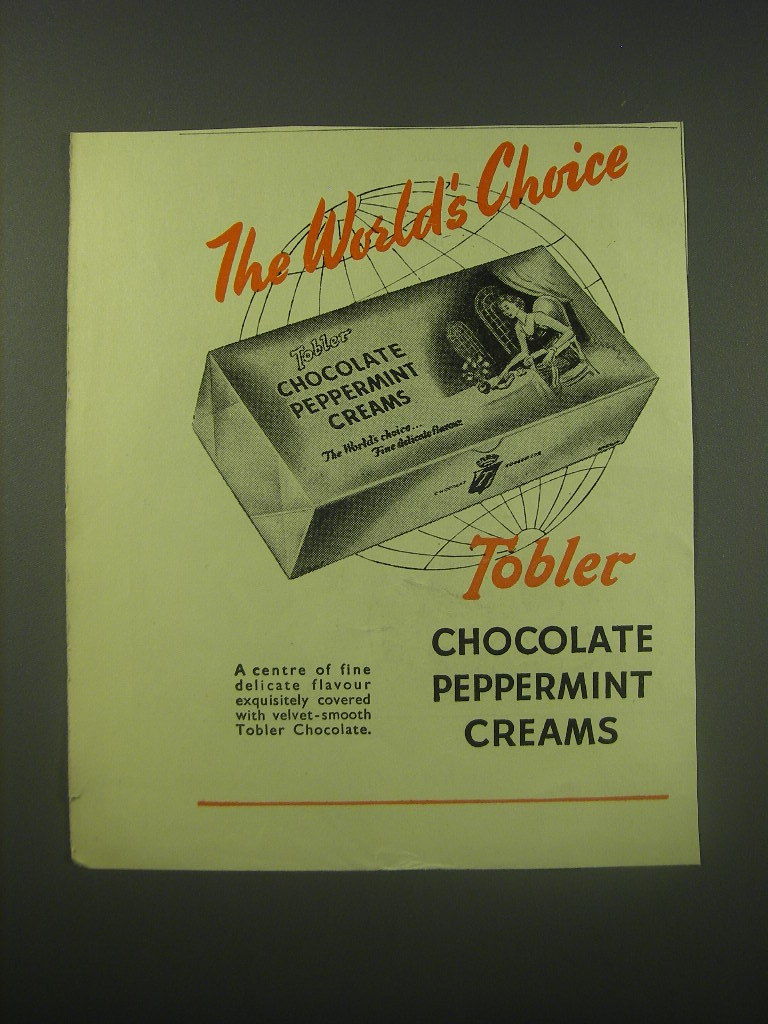 The World's Choice
Tobler
CHOCOLATE
PEPPERMINT
CREAMS
The World's choice...
Fine delicate flavour
Tobler
CHOCOLATE
PEPPERMINT
CREAMS
A centre of fine
delicate flavour
exquisitely covered
with velvet-smooth
Tobler Chocolate.